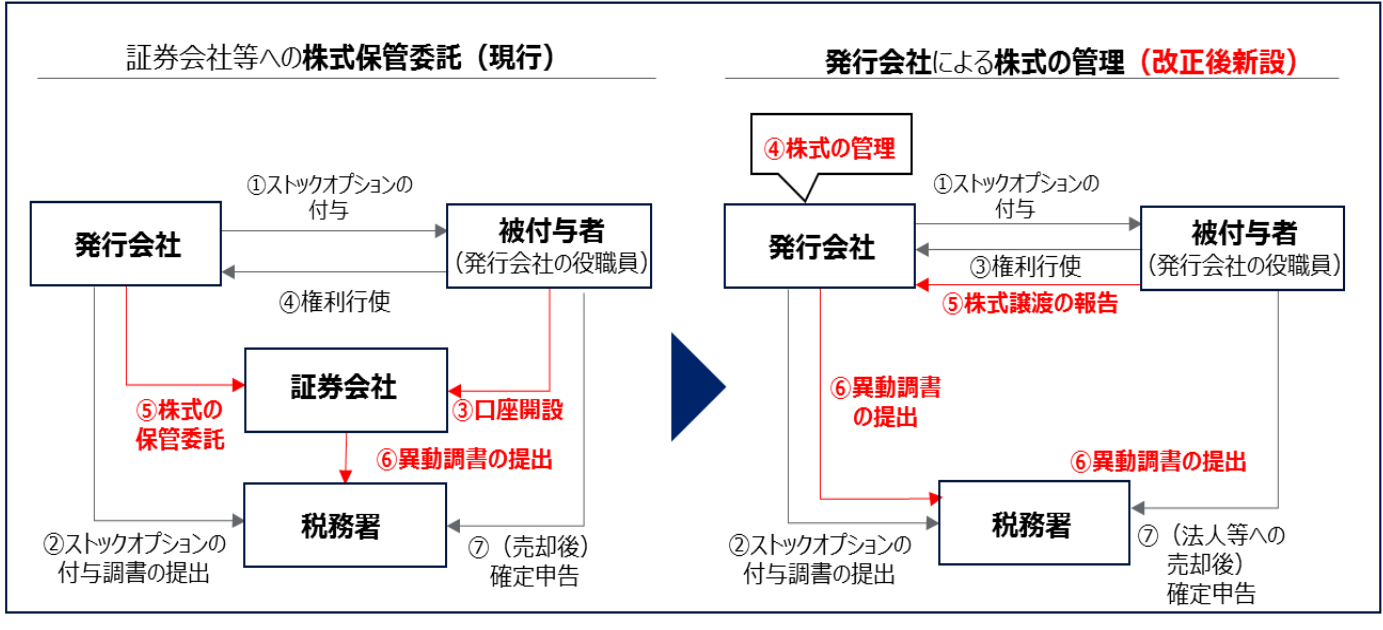 証券会社等への株式保管委託（現行）
①ストックオプションの
付与
発行会社
被付与者
（発行会社の役職員）
④権利行使
証券会社
⑤株式の
保管委託
③口座開設
⑥異動調書の提出
税務署
②ストックオプションの
付与調書の提出
⑦（売却後）
確定申告
発行会社による株式の管理（改正後新設）
④株式の管理
①ストックオプションの
付与
発行会社
被付与者
（発行会社の役職員）
③権利行使
⑤株式譲渡の報告
⑥異動調書
の提出
⑥異動調書の提出
税務署
②ストックオプションの
付与調書の提出
⑦（法人等への
売却後）
確定申告